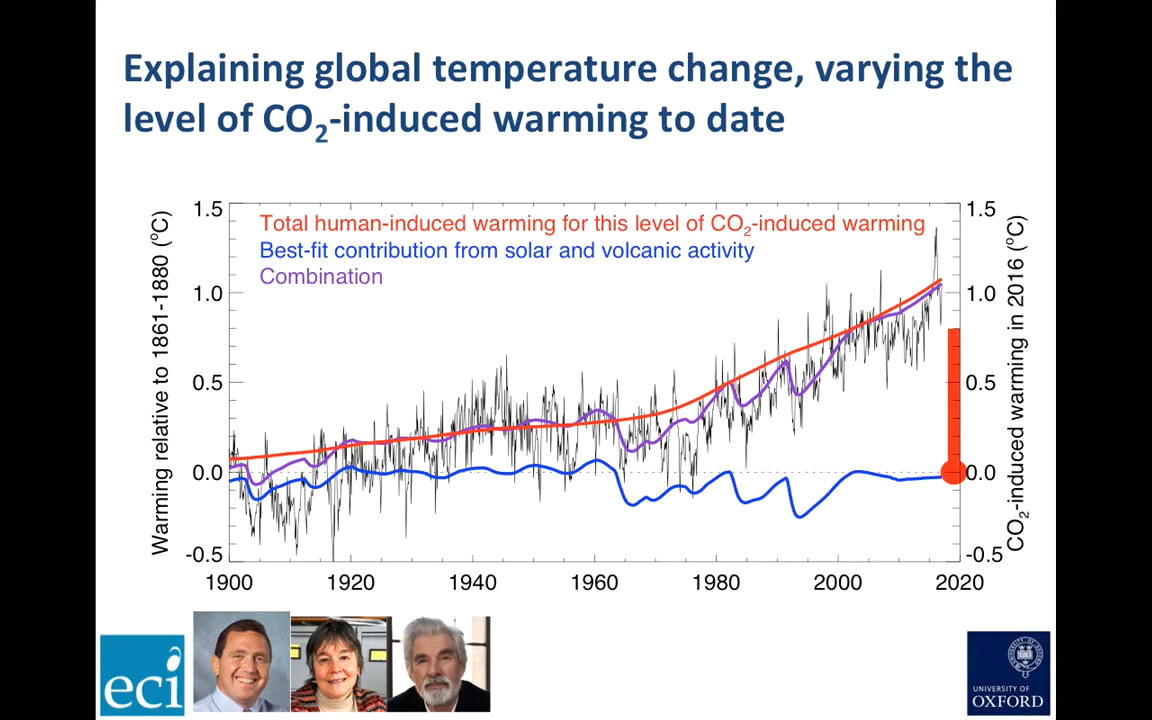 Explaining global temperature change, varying the
level of CO₂-induced warming to date
Warming relative to 1861-1880 (°C)
1.5
1.0
0.5
0.0
-0.5
Total human-induced warming for this level of CO₂-induced warming
Best-fit contribution from solar and volcanic activity
Combination
1.5
1.0
0.5
0.0
-0.5
CO₂-induced warming in 2016 (°C)
1900 1920 1940 1960 1980 2000 2020
eci
UNIVERSITY OF
OXFORD